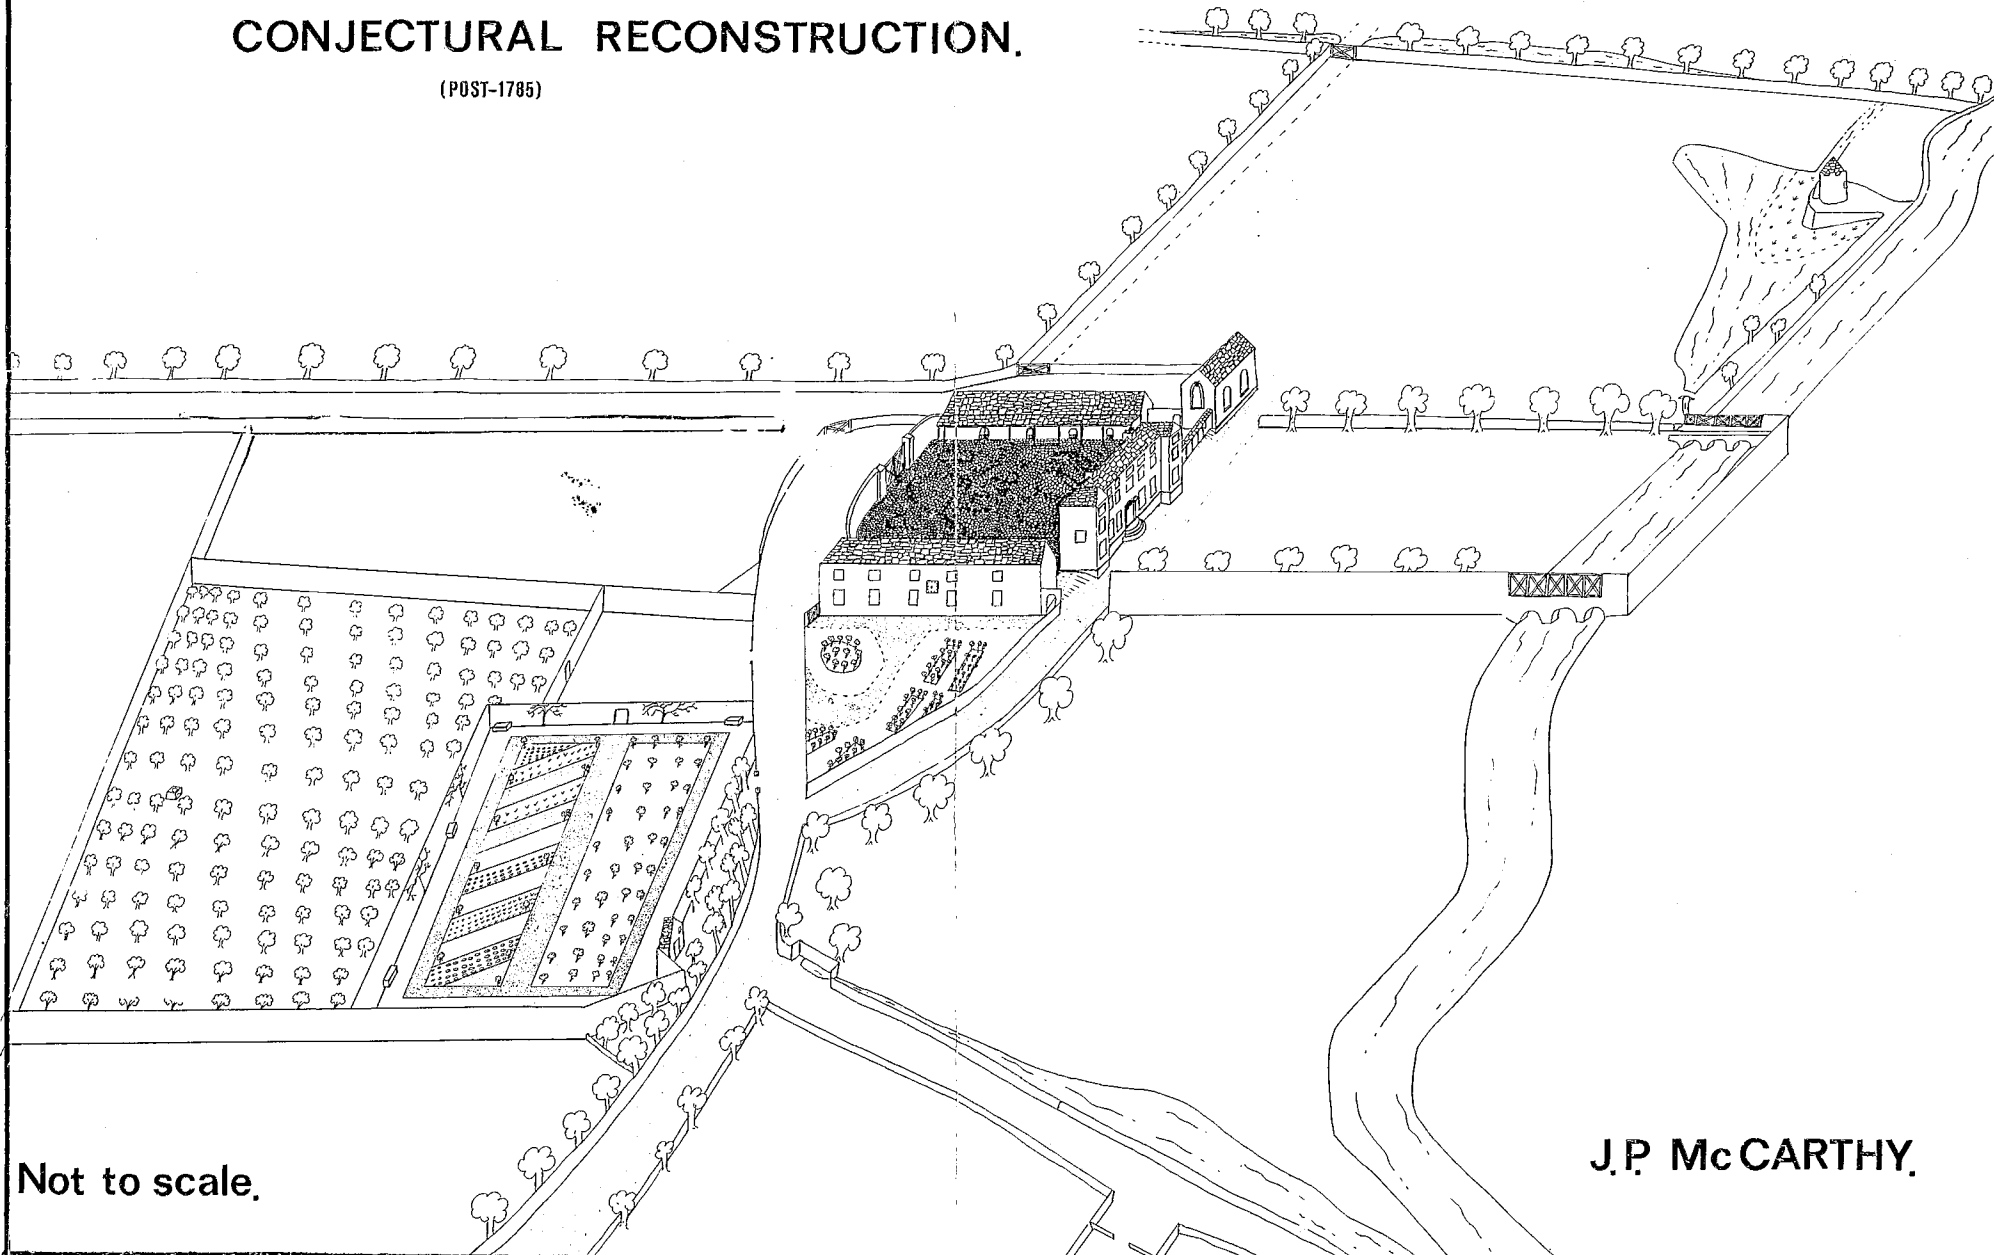 CONJECTURAL RECONSTRUCTION.
(POST-1785)
Not to scale.
J.P. McCARTHY.